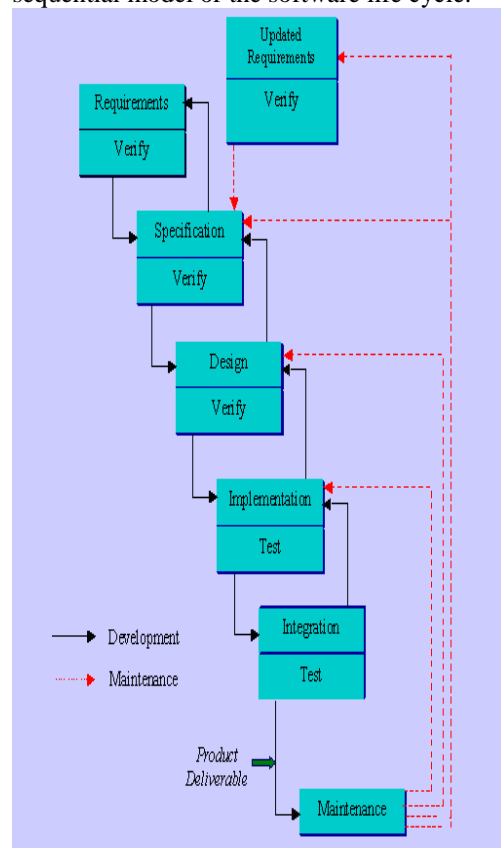 sequential model of the software life cycle.
Updated
Requirements
Verify
Requirements
Verify
Specification
Verify
Design
Verify
Implementation
Test
Integration
Test
Development
Maintenance
Product
Deliverable
Maintenance